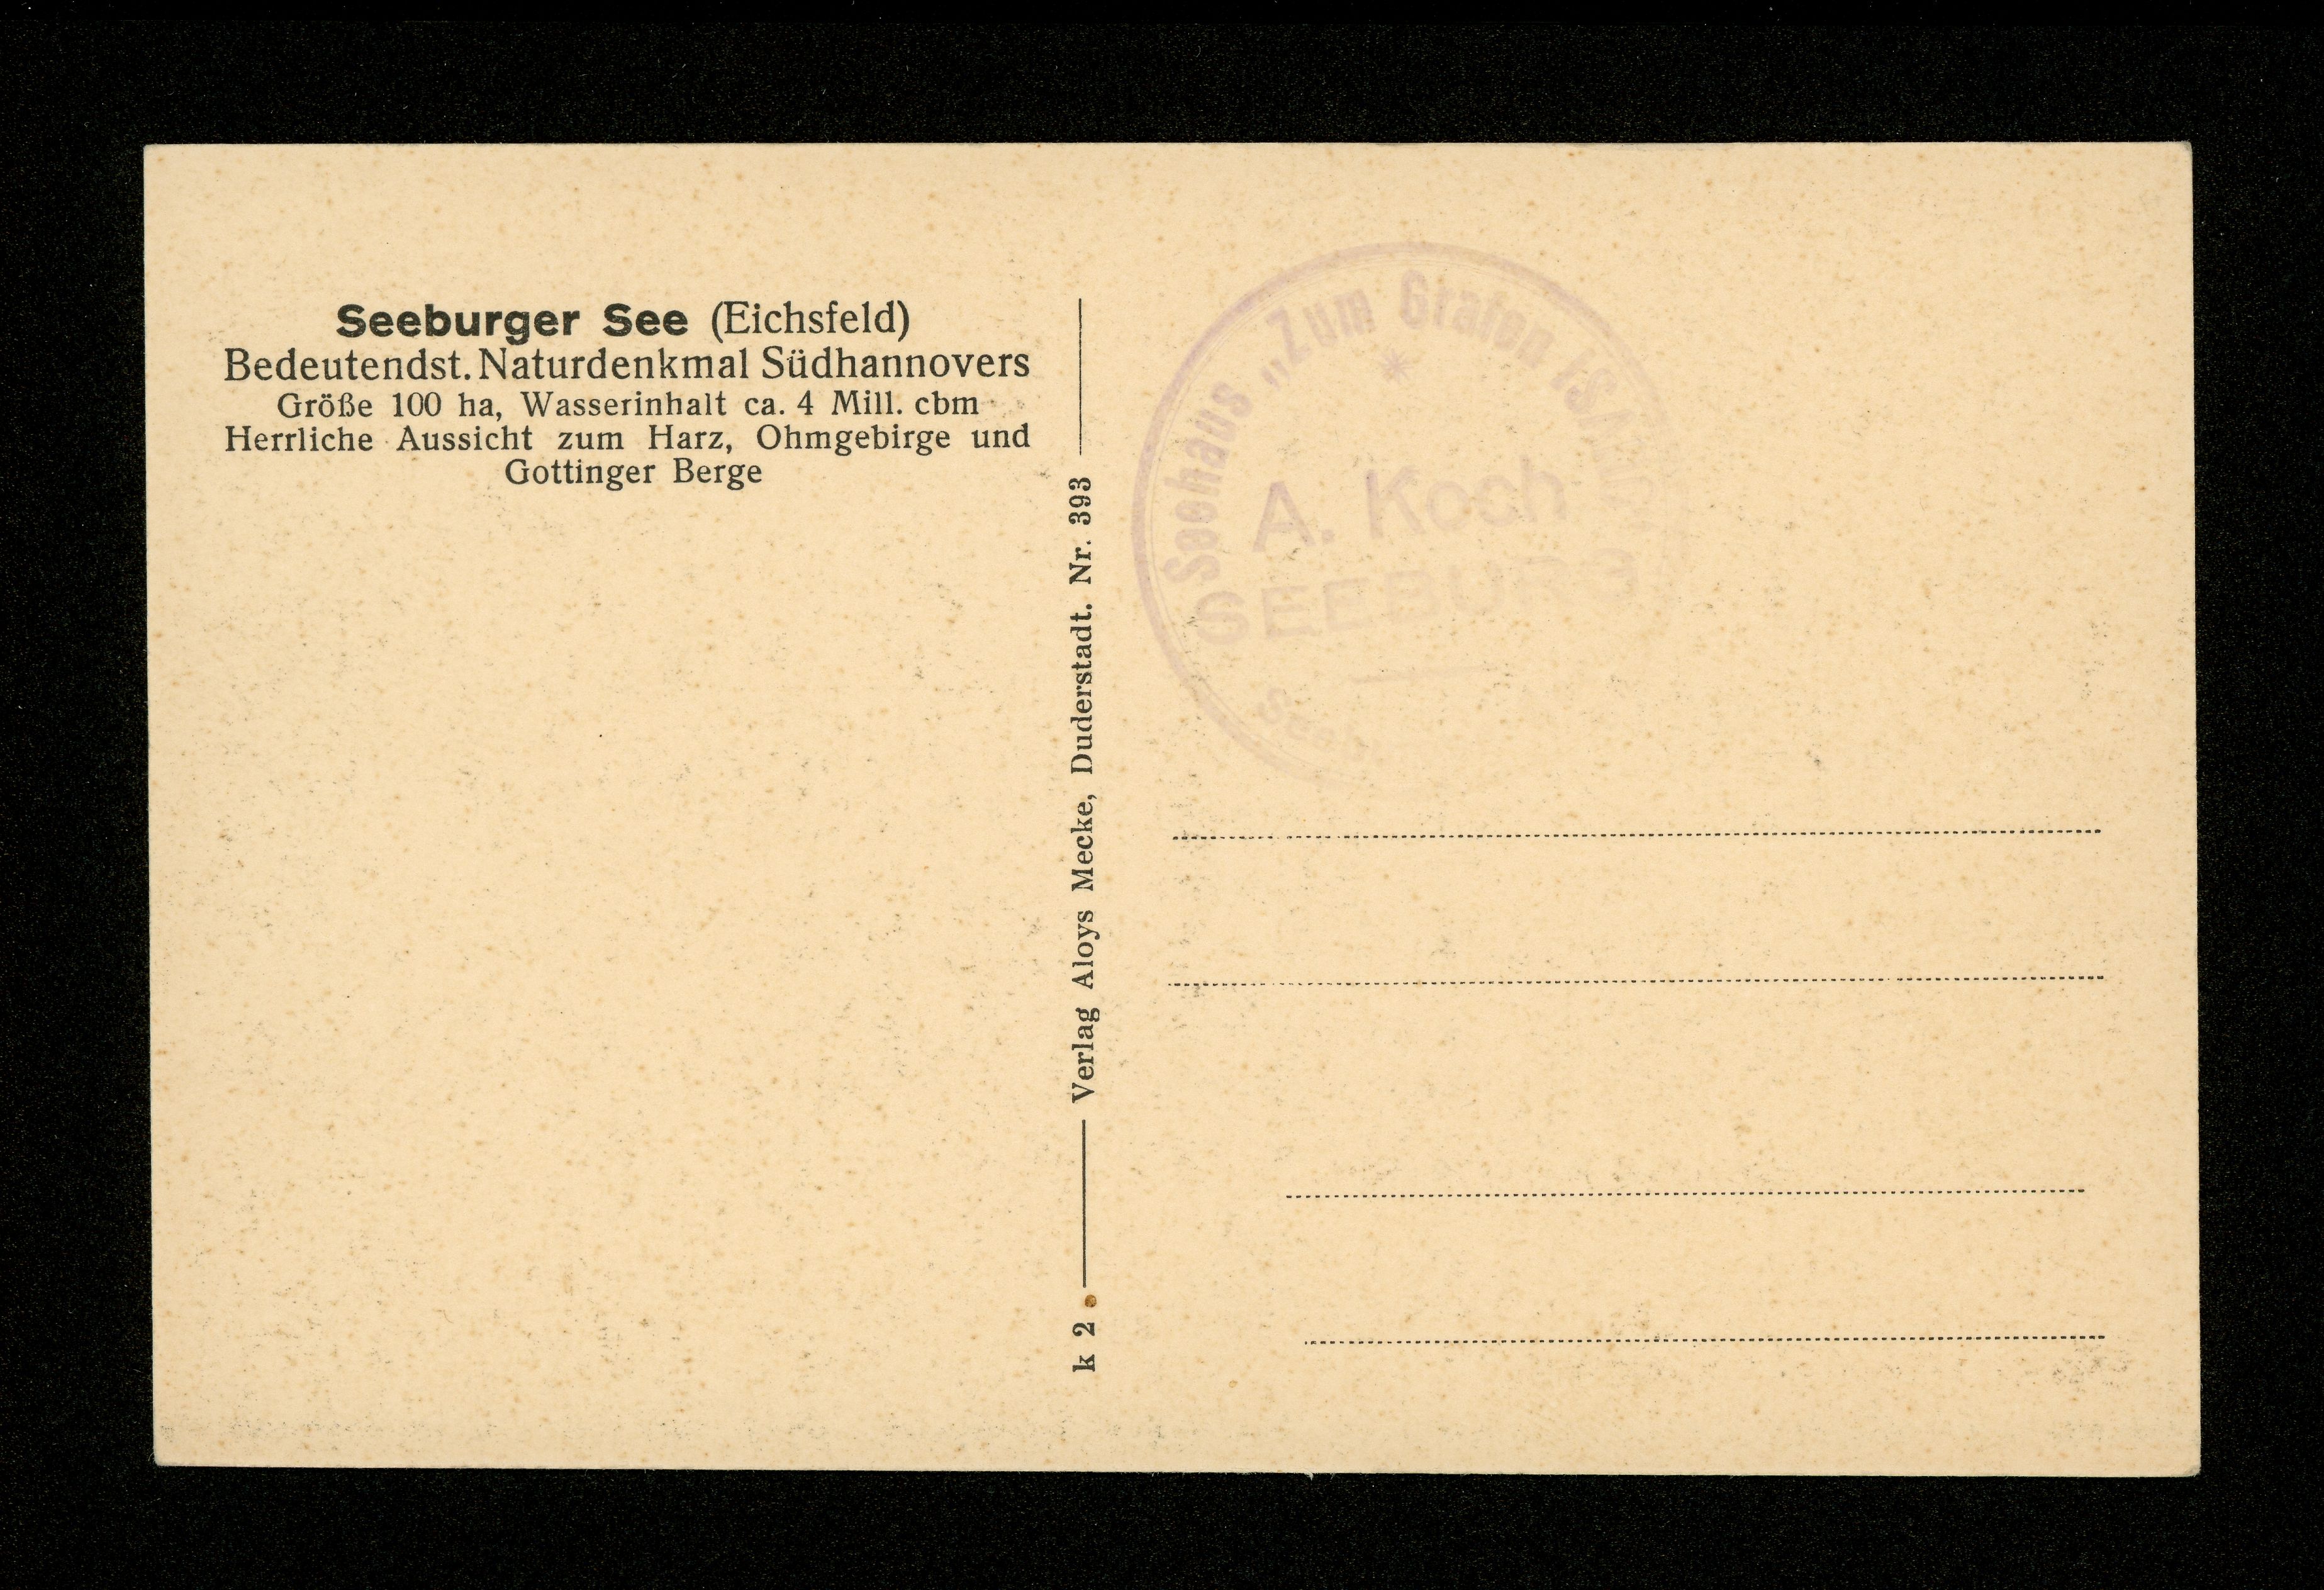 Seeburger See (Eichsfeld)
Bedeutendst. Naturdenkmal Südhannovers
Größe 100 ha, Wasserinhalt ca. 4 Mill. cbm
Herrliche Aussicht zum Harz, Ohmgebirge und
Gottinger Berge
k 2
Verlag Aloys Mecke, Duderstadt. Nr. 393
Seehaus „Zum Grafen
A. Koch
SEEBURG